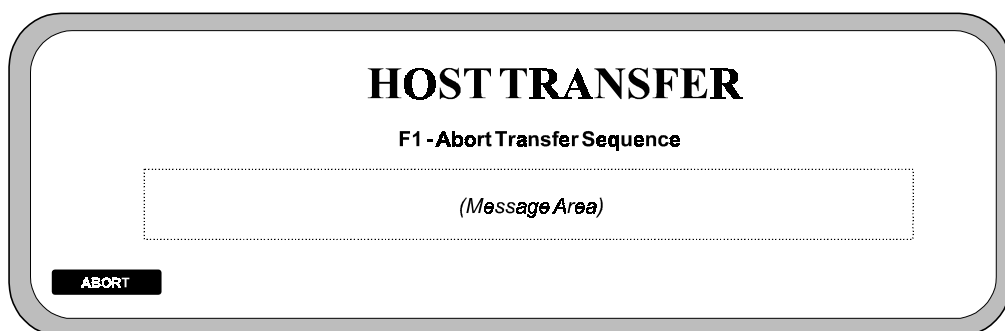 HOST TRANSFER
F1 - Abort Transfer Sequence
(Message Area)
ABORT